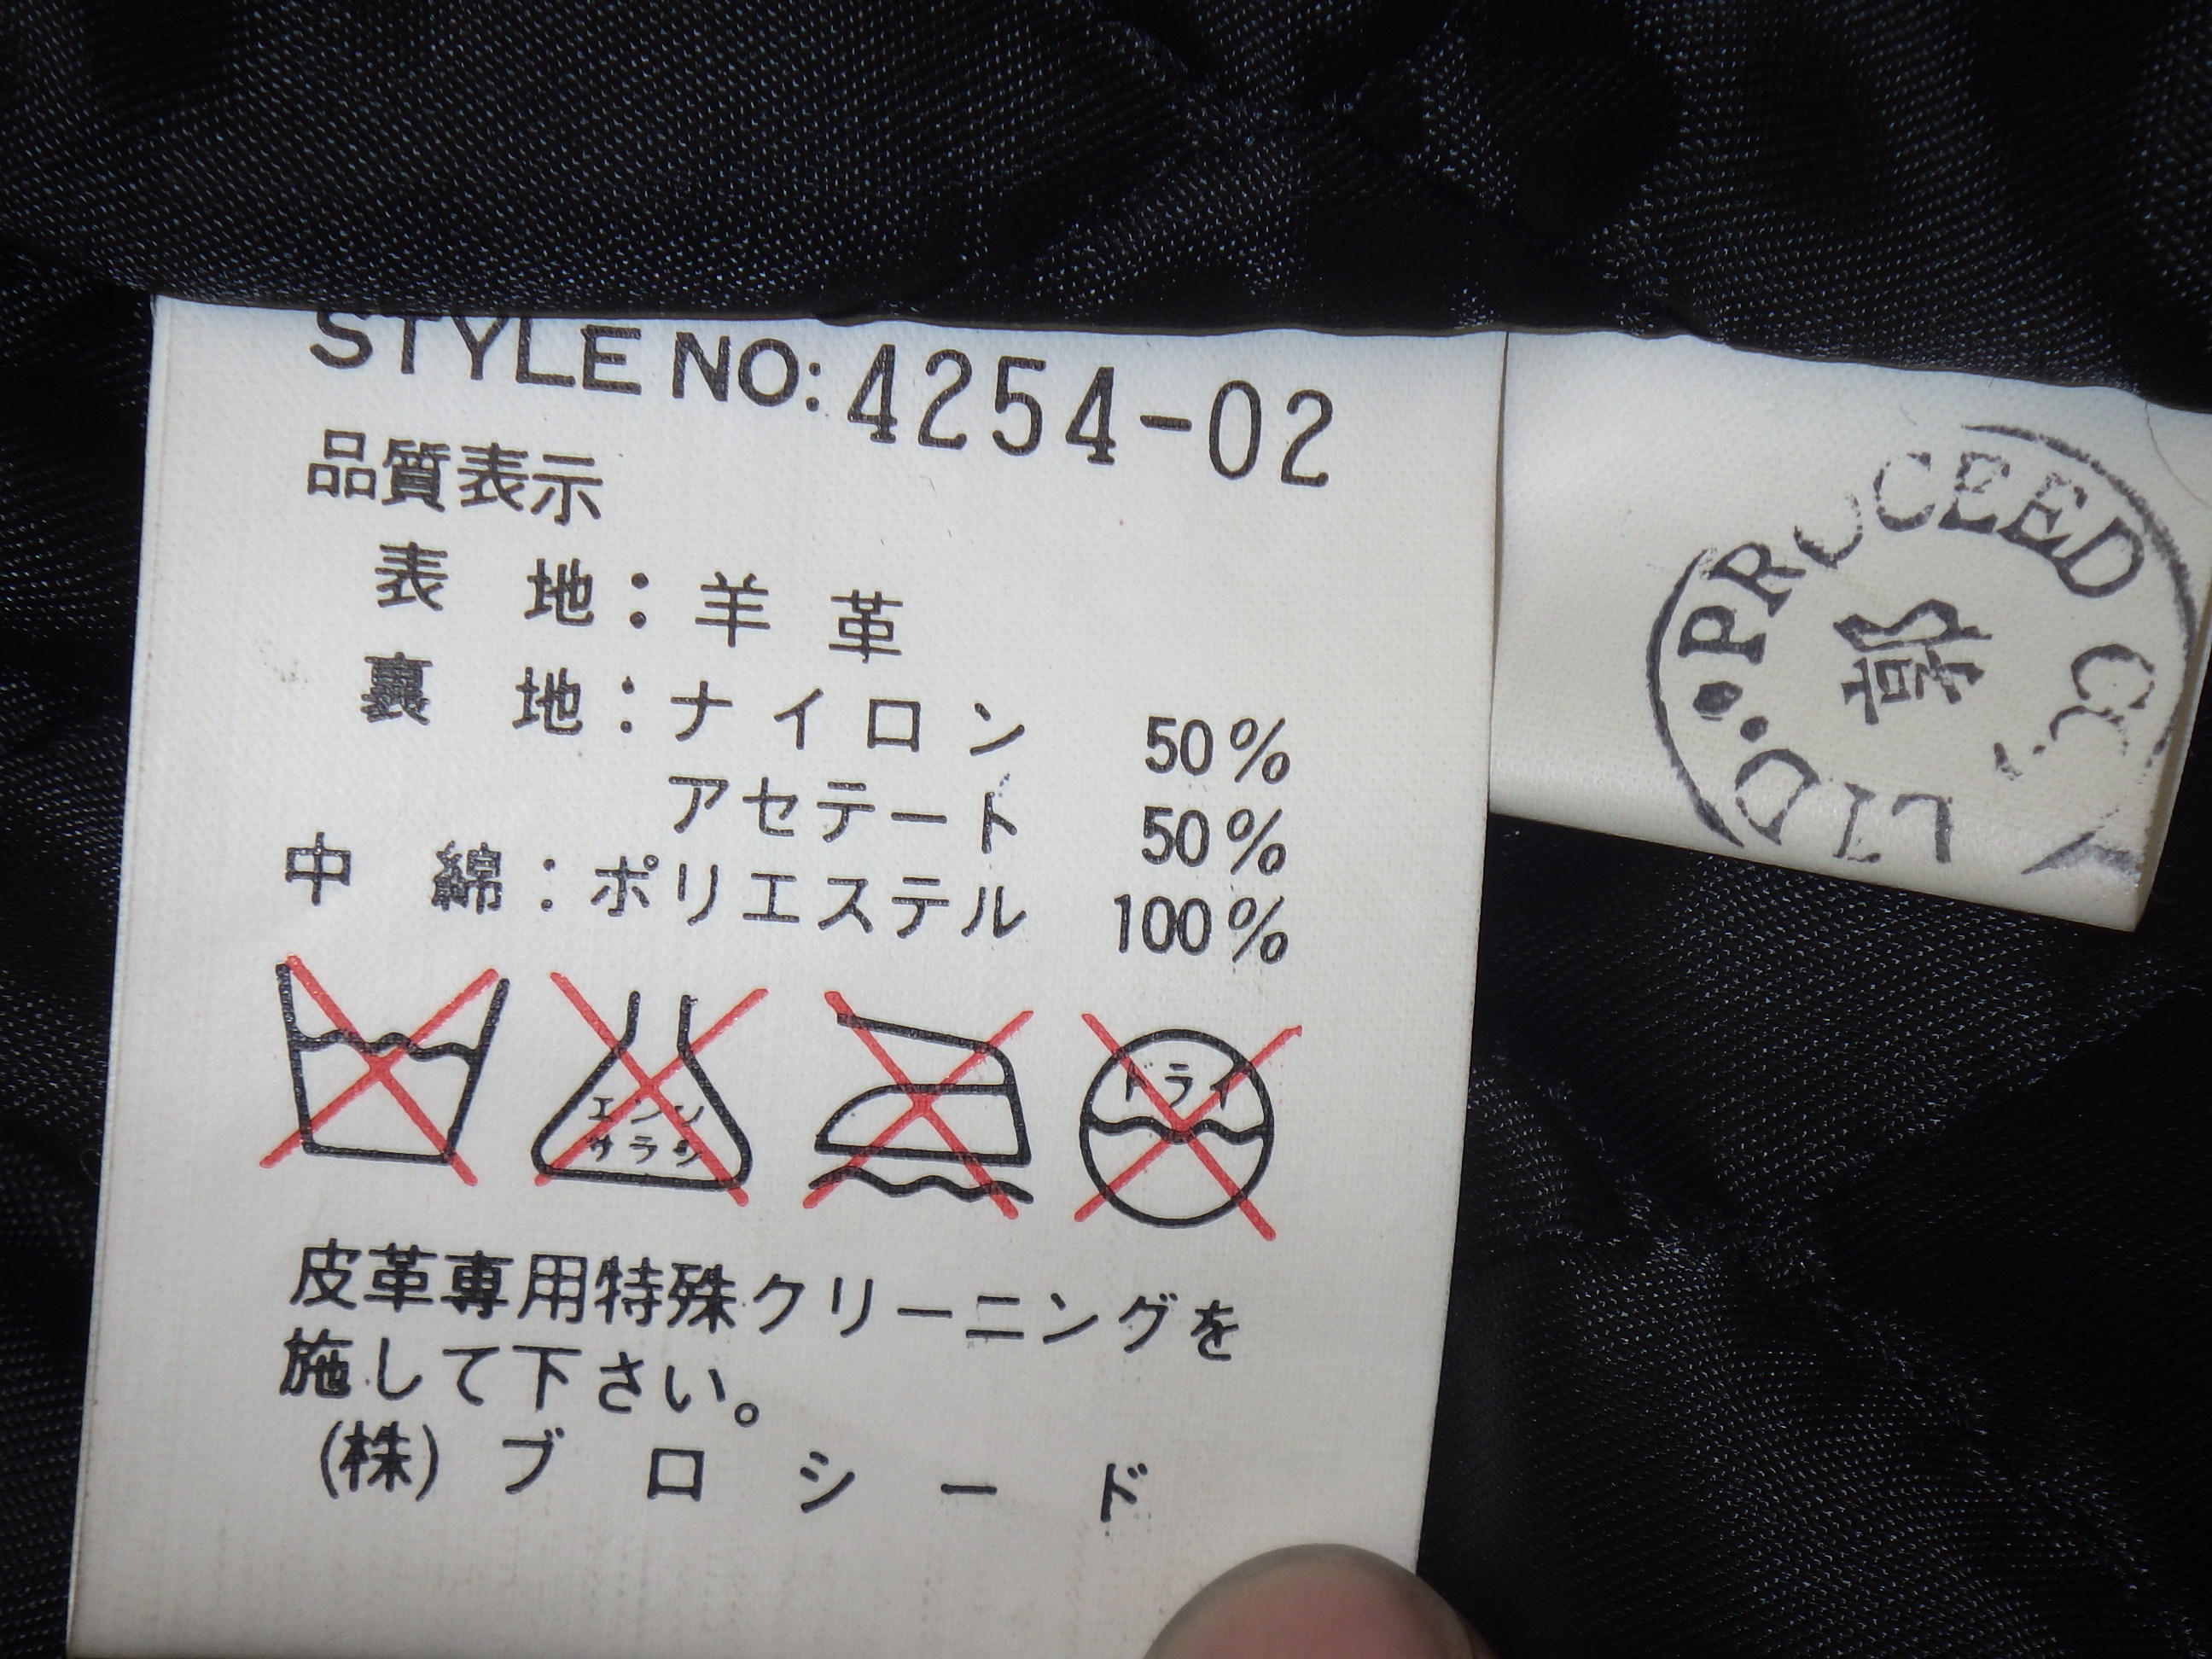 STYLE NO: 4254-02
品質表示
表 地：羊 革
裏 地：ナイロン 50%
アセテート 50%
中 綿：ポリエステル 100%
エンソ
サラシ
ドライ
皮革専用特殊クリーニングを
施して下さい。
(株) プロシード
PROCEED CO
LTD.
郭